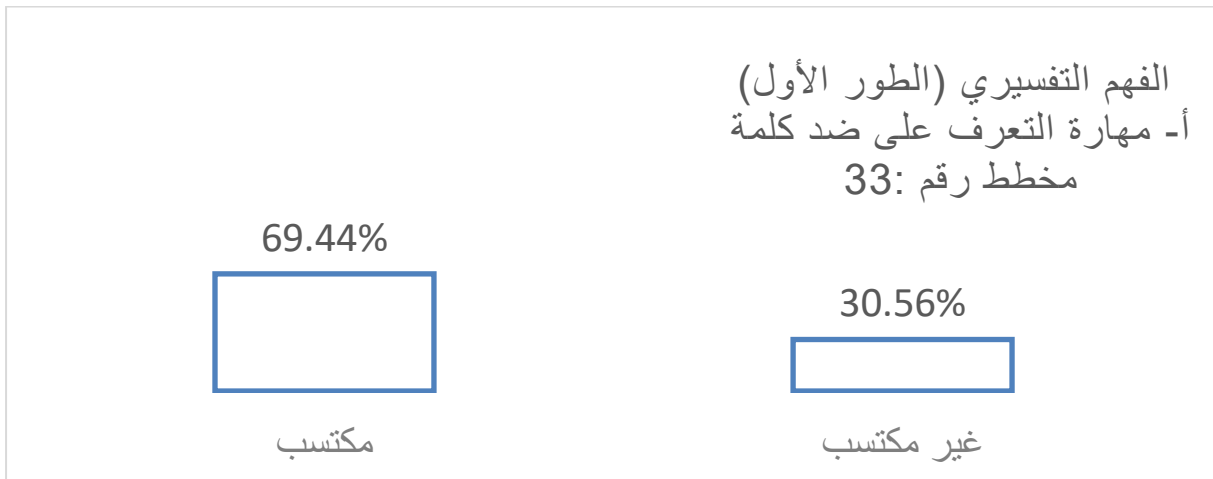 الفهم التفسيري (الطور الأول)
أ- مهارة التعرف على ضد كلمة
مخطط رقم :33
69.44%
30.56%
مكتسب
غير مكتسب